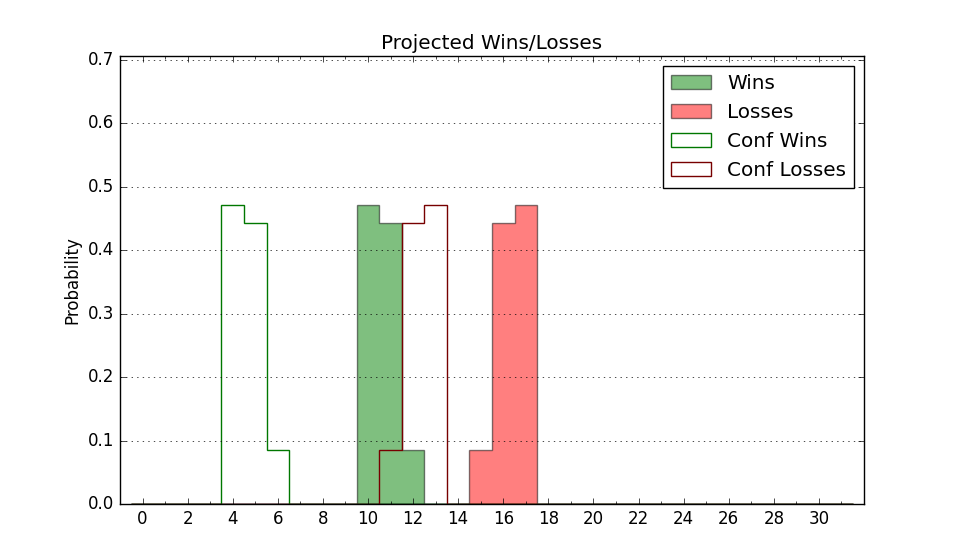 Projected Wins/Losses
0.7
0.6
0.5
0.4
0.3
0.2
0.1
0.0
Probability
Wins
Losses
Conf Wins
Conf Losses
0 2 4 6 8 10 12 14 16 18 20 22 24 26 28 30